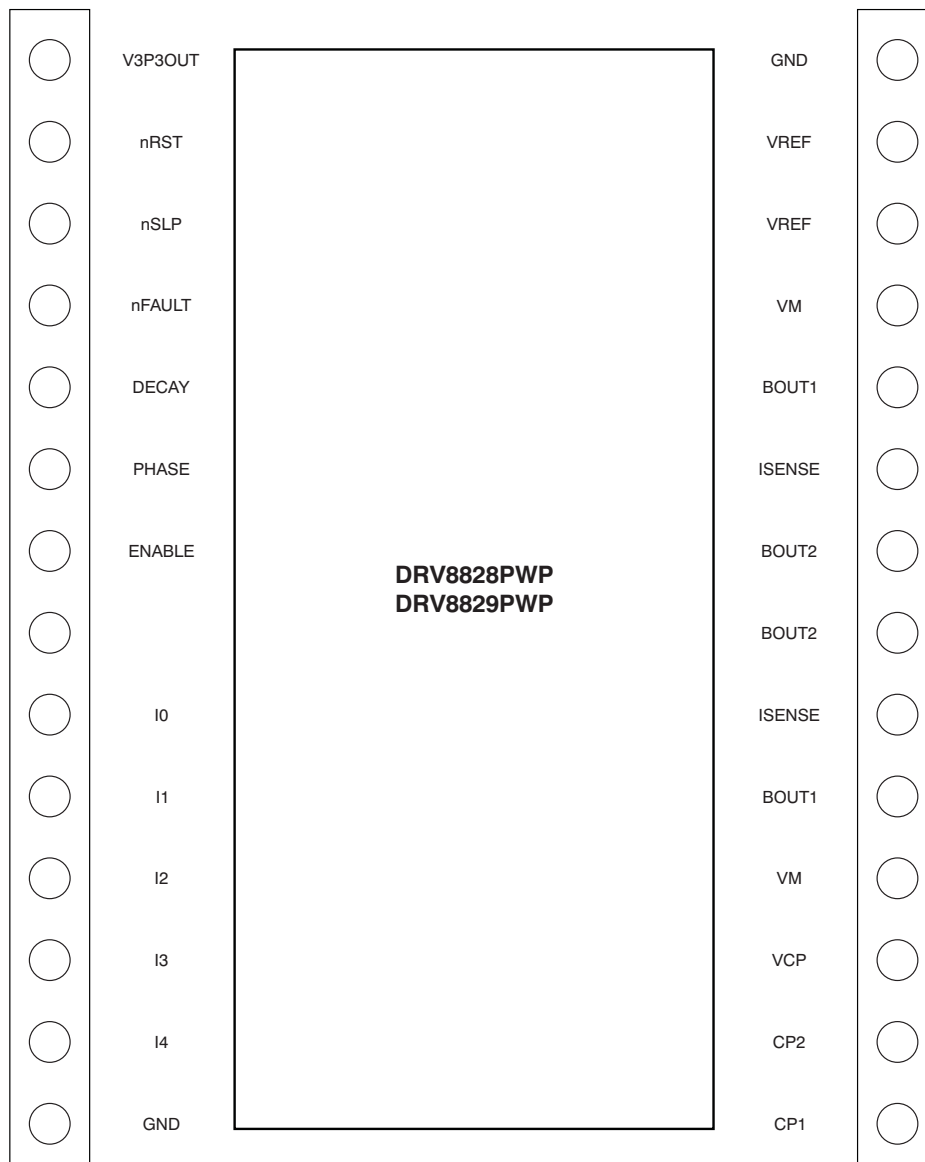 V3P3OUT
GND
nRST
VREF
nSLP
VREF
nFAULT
VM
DECAY
BOUT1
PHASE
ISENSE
ENABLE
BOUT2
DRV8828PWP
DRV8829PWP
BOUT2
I0
ISENSE
I1
BOUT1
I2
VM
I3
VCP
I4
CP2
GND
CP1